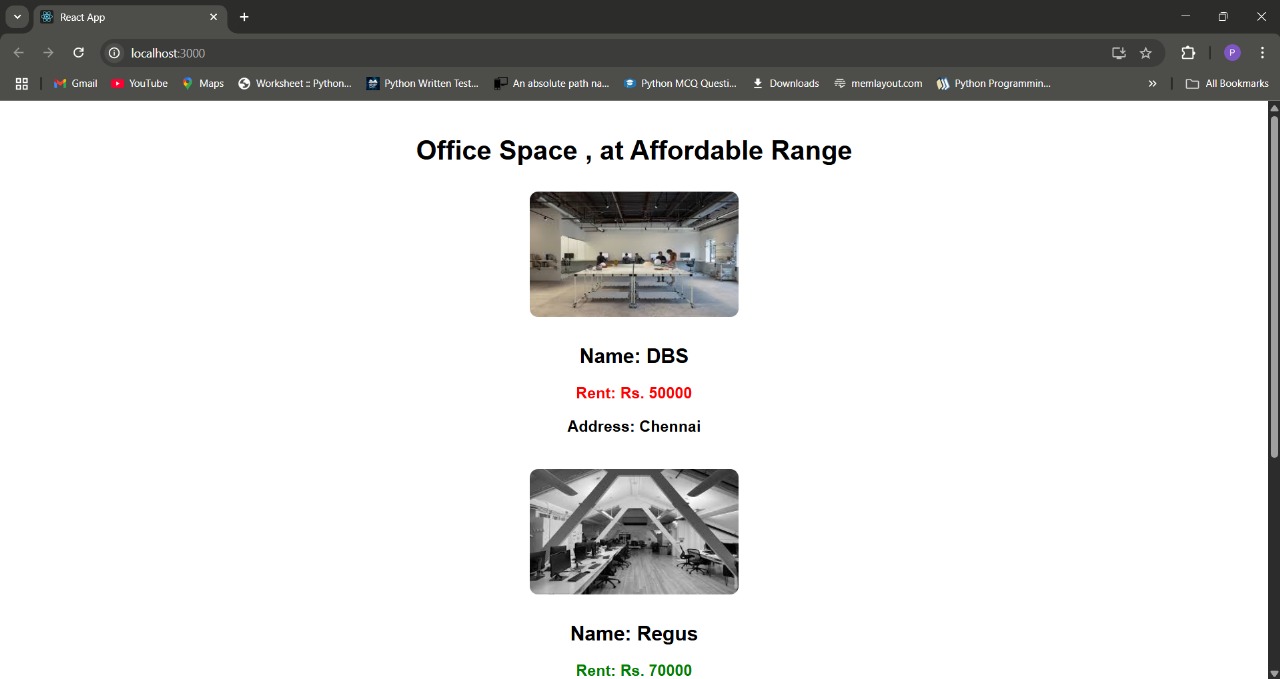 React App
localhost:3000
P
Gmail YouTube Maps Worksheet :: Python... Python Written Test... An absolute path na... Python MCQ Questi... Downloads memlayout.com Python Programmin... » All Bookmarks
Office Space , at Affordable Range
Name: DBS
Rent: Rs. 50000
Address: Chennai
Name: Regus
Rent: Rs. 70000